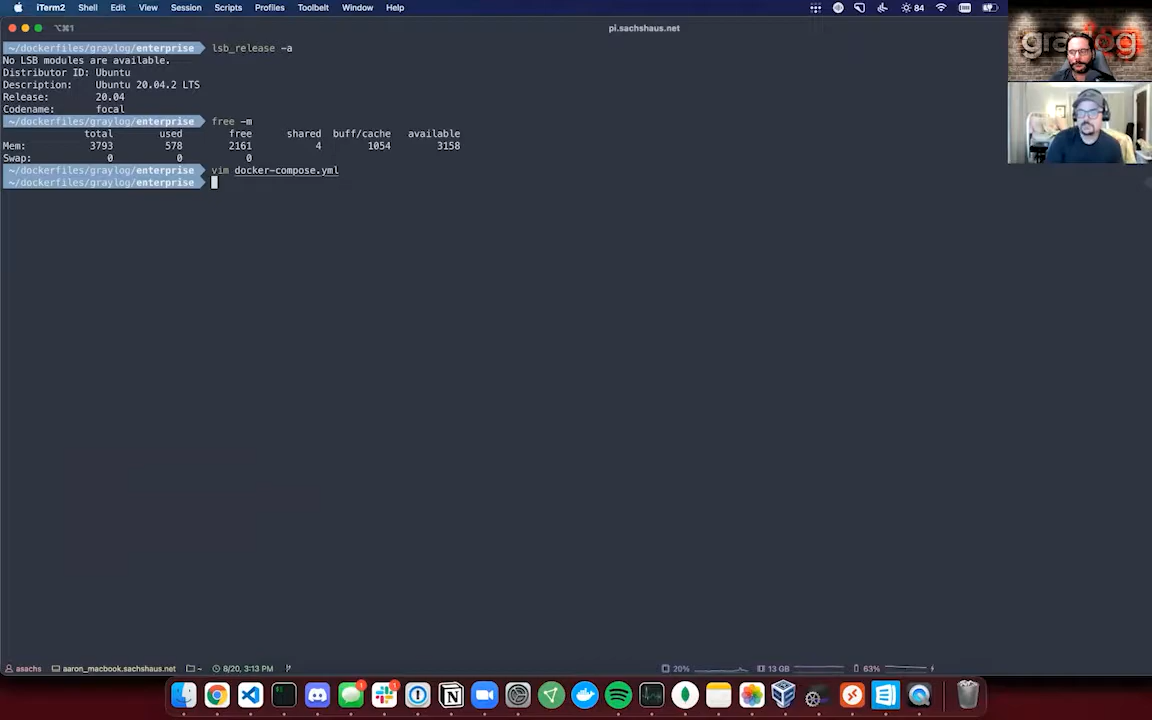 iTerm2 Shell Edit View Session Scripts Profiles Toolbelt Window Help 84
⌥⌘1 pi.sachshaus.net
graylog
~/dockerfiles/graylog/enterprise lsb_release -a
No LSB modules are available.
Distributor ID: Ubuntu
Description: Ubuntu 20.04.2 LTS
Release: 20.04
Codename: focal
~/dockerfiles/graylog/enterprise free -m
total used free shared buff/cache available
Mem: 3793 578 2161 4 1054 3158
Swap: 0 0 0
~/dockerfiles/graylog/enterprise vim docker-compose.yml
~/dockerfiles/graylog/enterprise
asachs aaron_macbook.sachshaus.net ~ 8/20, 3:13 PM 20% 13 GB 63%